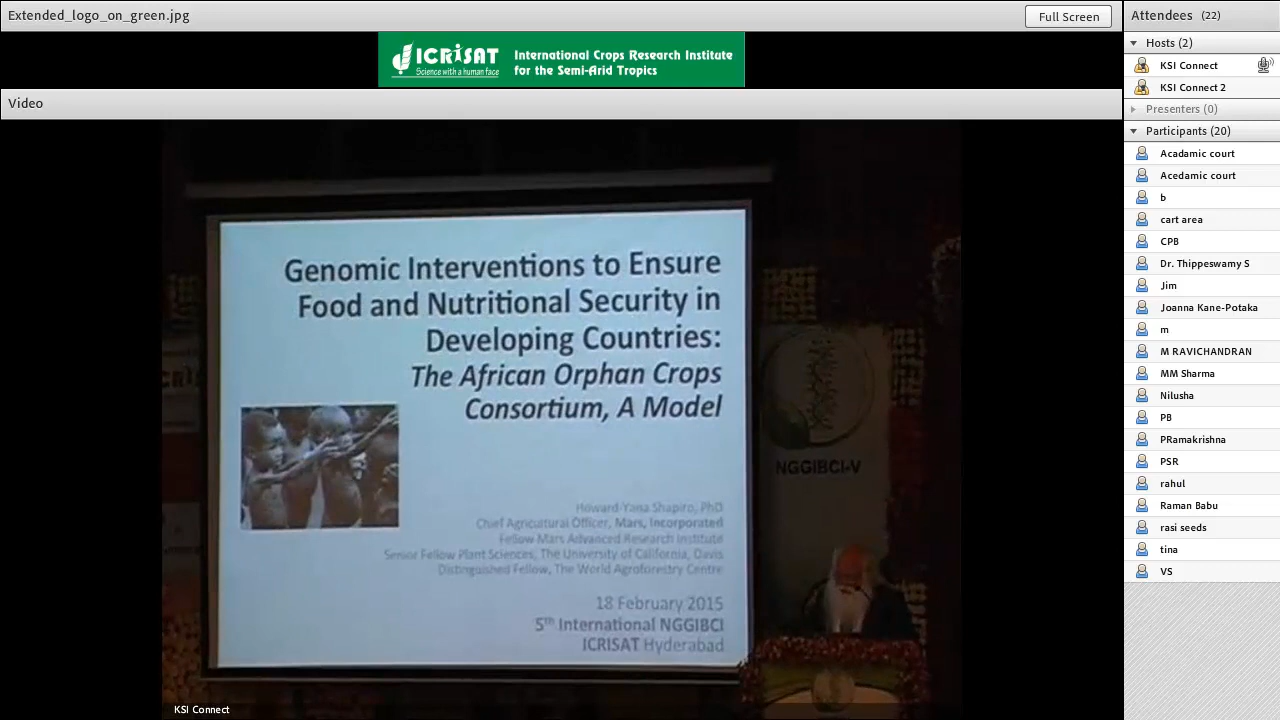 Extended_logo_on_green.jpg
Full Screen
ICRISAT
Science with a human face
International Crops Research Institute
for the Semi-Arid Tropics
Video
Genomic Interventions to Ensure
Food and Nutritional Security in
Developing Countries:
The African Orphan Crops
Consortium, A Model
Howard-Yana Shapiro, PhD
Chief Agricultural Officer, Mars, Incorporated
Fellow Mars Advanced Research Institute
Senior Fellow Plant Sciences, The University of California, Davis
Distinguished Fellow, The World Agroforestry Centre
18 February 2015
5th International NGGIBCI
ICRISAT Hyderabad
NGGIBCI-V
KSI Connect
Attendees (22)
Hosts (2)
KSI Connect
KSI Connect 2
Presenters (0)
Participants (20)
Acadamic court
Acedamic court
b
cart area
CPB
Dr. Thippeswamy S
Jim
Joanna Kane-Potaka
m
M RAVICHANDRAN
MM Sharma
Nilusha
PB
PRamakrishna
PSR
rahul
Raman Babu
rasi seeds
tina
VS